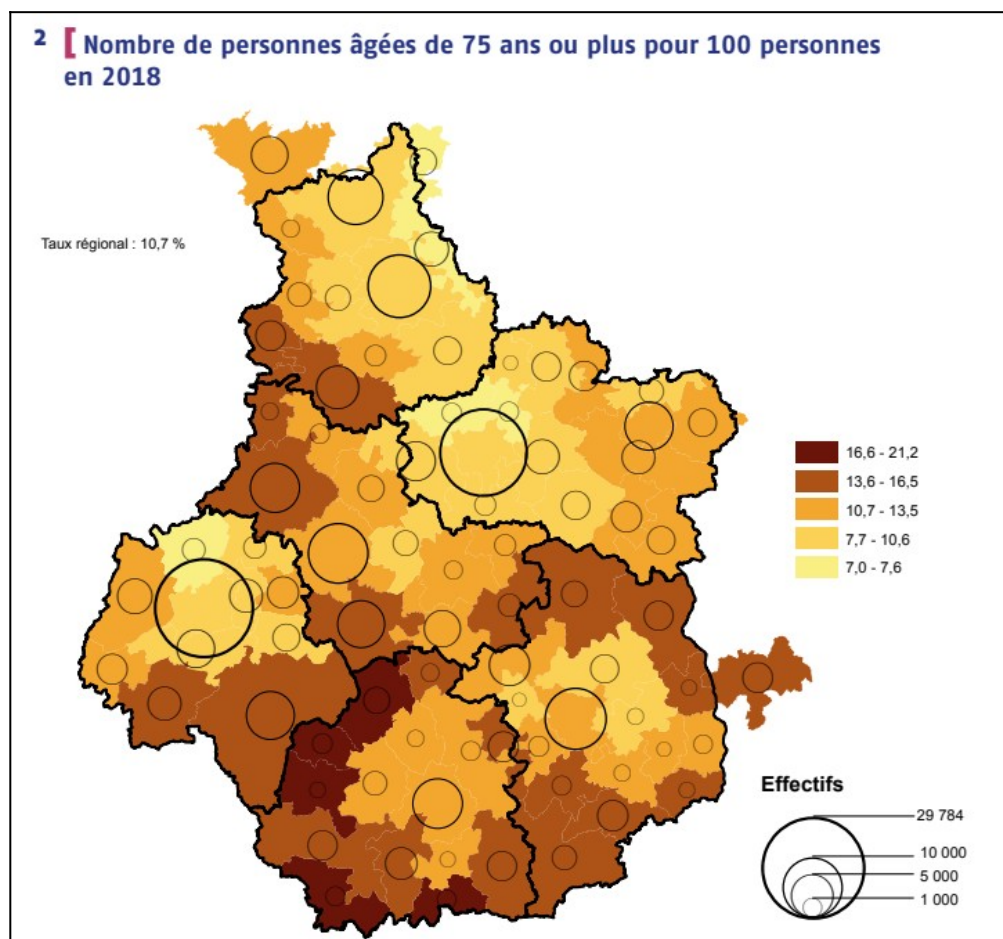 2 [ Nombre de personnes âgées de 75 ans ou plus pour 100 personnes
en 2018
Taux régional : 10,7 %
16,6 - 21,2
13,6 - 16,5
10,7 - 13,5
7,7 - 10,6
7,0 - 7,6
Effectifs
29 784
10 000
5 000
1 000